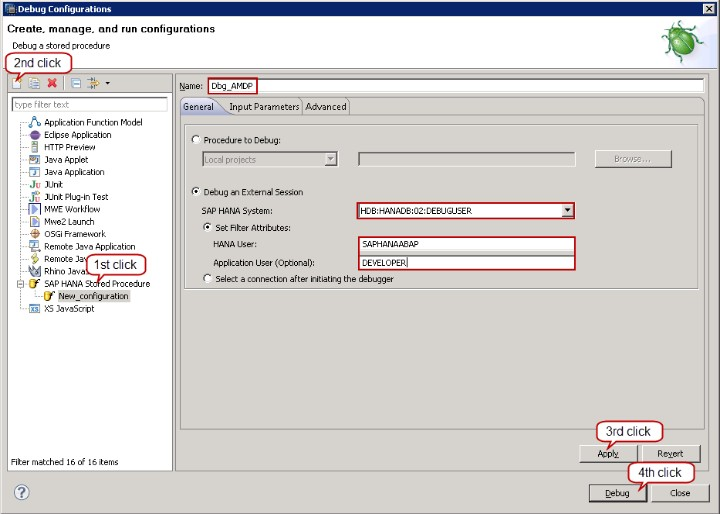 Debug Configurations
Create, manage, and run configurations
Debug a stored procedure
2nd click
type filter text
Application Function Model
Eclipse Application
HTTP Preview
Java Applet
Java Application
JUnit
JUnit Plug-in Test
MWE Workflow
Mwe2 Launch
OSGi Framework
Remote Java Application
Remote Jav
Rhino Javas
1st click
SAP HANA Stored Procedure
New_configuration
XS JavaScript
Filter matched 16 of 16 items
Name: Dbg_AMDP
General Input Parameters Advanced
Procedure to Debug:
Local projects Browse...
Debug an External Session
SAP HANA System: HDB:HANADB:02:DEBUGUSER
Set Filter Attributes:
HANA User: SAPHANAABAP
Application User (Optional): DEVELOPER
Select a connection after initiating the debugger
3rd click
Apply Revert
4th click
Debug Close